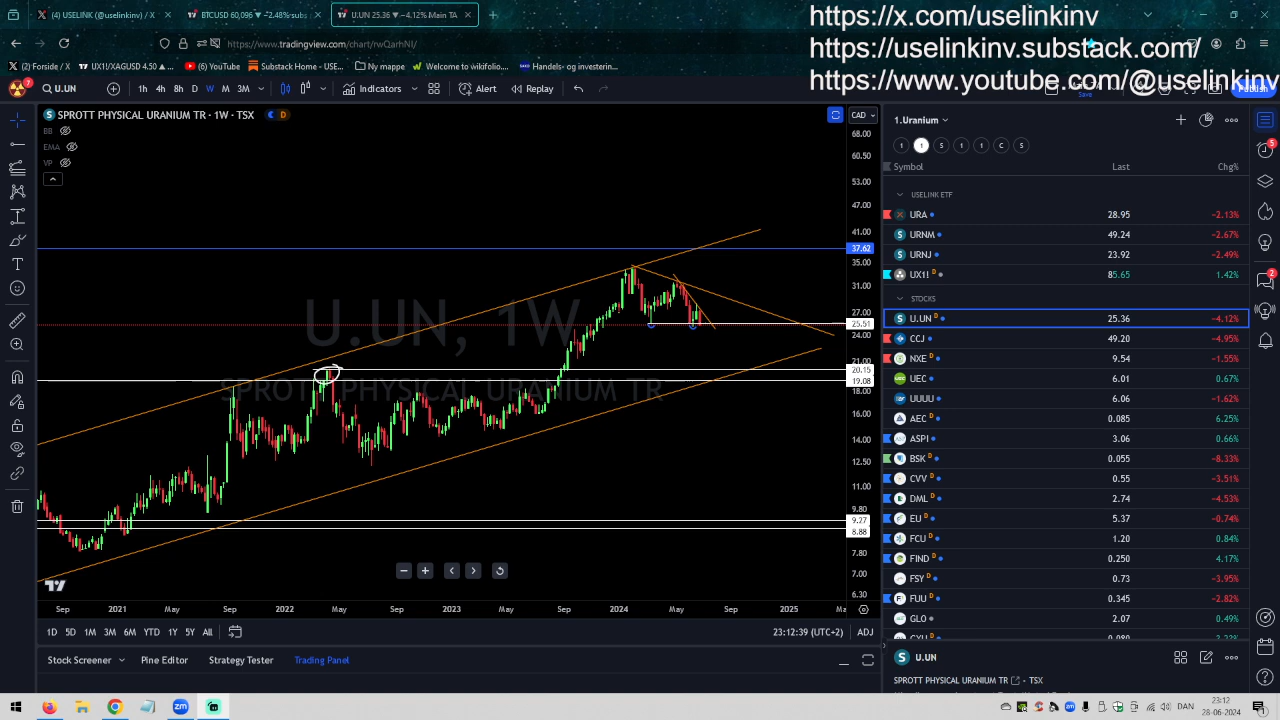 (4) USELINK (@uselinkinv) / X
BTCUSD 60,096 ▼ −2.48%
U.UN 25.36 ▼ −4.12% Main TA
https://x.com/uselinkinv
https://www.tradingview.com/chart/rwQarhNI/
https://uselinkinv.substack.com/
(4) Forside / X
UX11/XAGUSD 4.50
(6) YouTube
Substack Home - USE...
Ny mappe
Welcome to wikifolio....
Handels- og investerin...
https://www.youtube.com/@uselinkinv
7
U.UN
1h 4h 8h D W M 3M
Indicators
Alert
Replay
Save
SPROTT PHYSICAL URANIUM TR · 1W · TSX
D
CAD
BB
EMA
VP
U.UN, 1W
SPROTT PHYSICAL URANIUM TR
68.00
60.50
53.00
47.00
41.00
37.62
35.00
31.00
27.00
25.51
24.00
21.00
20.15
19.08
18.00
16.00
14.00
12.50
11.00
9.80
9.27
8.88
7.80
7.00
6.30
Sep 2021 May Sep 2022 May Sep 2023 May Sep 2024 May Sep 2025
1D 5D 1M 3M 6M YTD 1Y 5Y All
23:12:39 (UTC+2)
ADJ
Stock Screener
Pine Editor
Strategy Tester
Trading Panel
1.Uranium
1 1 S 1 1 C S
Symbol Last Chg%
USELINK ETF
URA 28.95 −2.13%
URNM 49.24 −2.67%
URNJ 23.92 −2.49%
UX1! D 85.65 1.42%
STOCKS
U.UN D 25.36 −4.12%
CCJ 49.20 −4.95%
NXE 9.54 −1.55%
UEC 6.01 0.67%
UUUU 6.06 −1.62%
AEC D 0.085 6.25%
ASPI 3.06 0.66%
BSK D 0.055 −8.33%
CVV D 0.55 −3.51%
DML D 2.74 −4.53%
EU D 5.37 −0.74%
FCU D 1.20 0.84%
FIND D 0.250 4.17%
FSY D 0.73 −3.95%
FUU D 0.345 −2.82%
GLO 2.07 0.49%
U.UN
SPROTT PHYSICAL URANIUM TR - TSX
5
2
DAN
23:12
28-06-2024